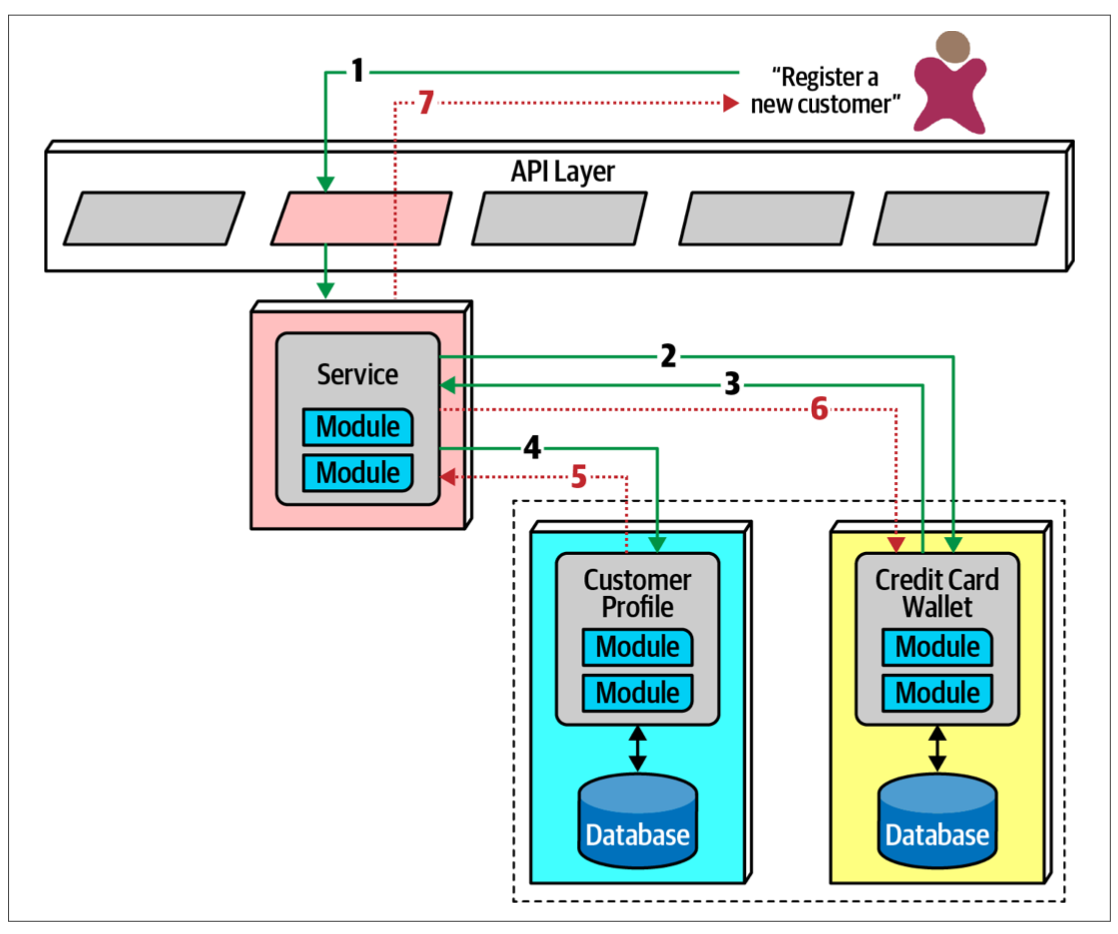 1
“Register a
new customer”
7
API Layer
2
Service
3
6
Module
4
Module
5
Customer
Profile
Credit Card
Wallet
Module
Module
Module
Module
Database
Database